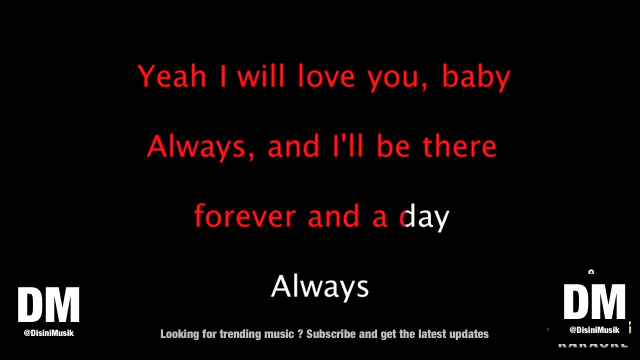 Yeah I will love you, baby
Always, and I'll be there
forever and a day
Always
DM
@DisiniMusik
Looking for trending music ? Subscribe and get the latest updates
DM
@DisiniMusik
KARAOKE